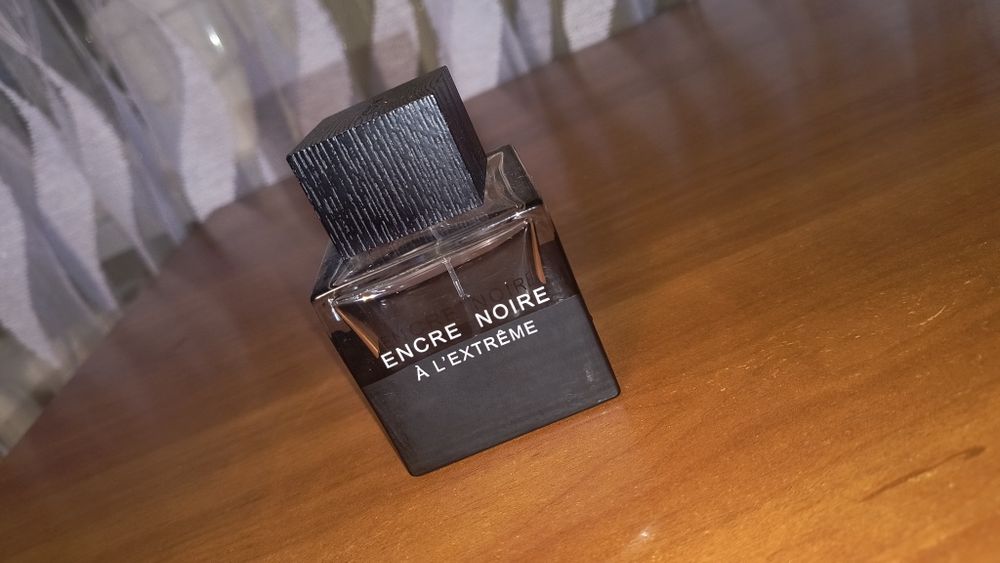 ENCRE NOIRE
À L'EXTRÊME